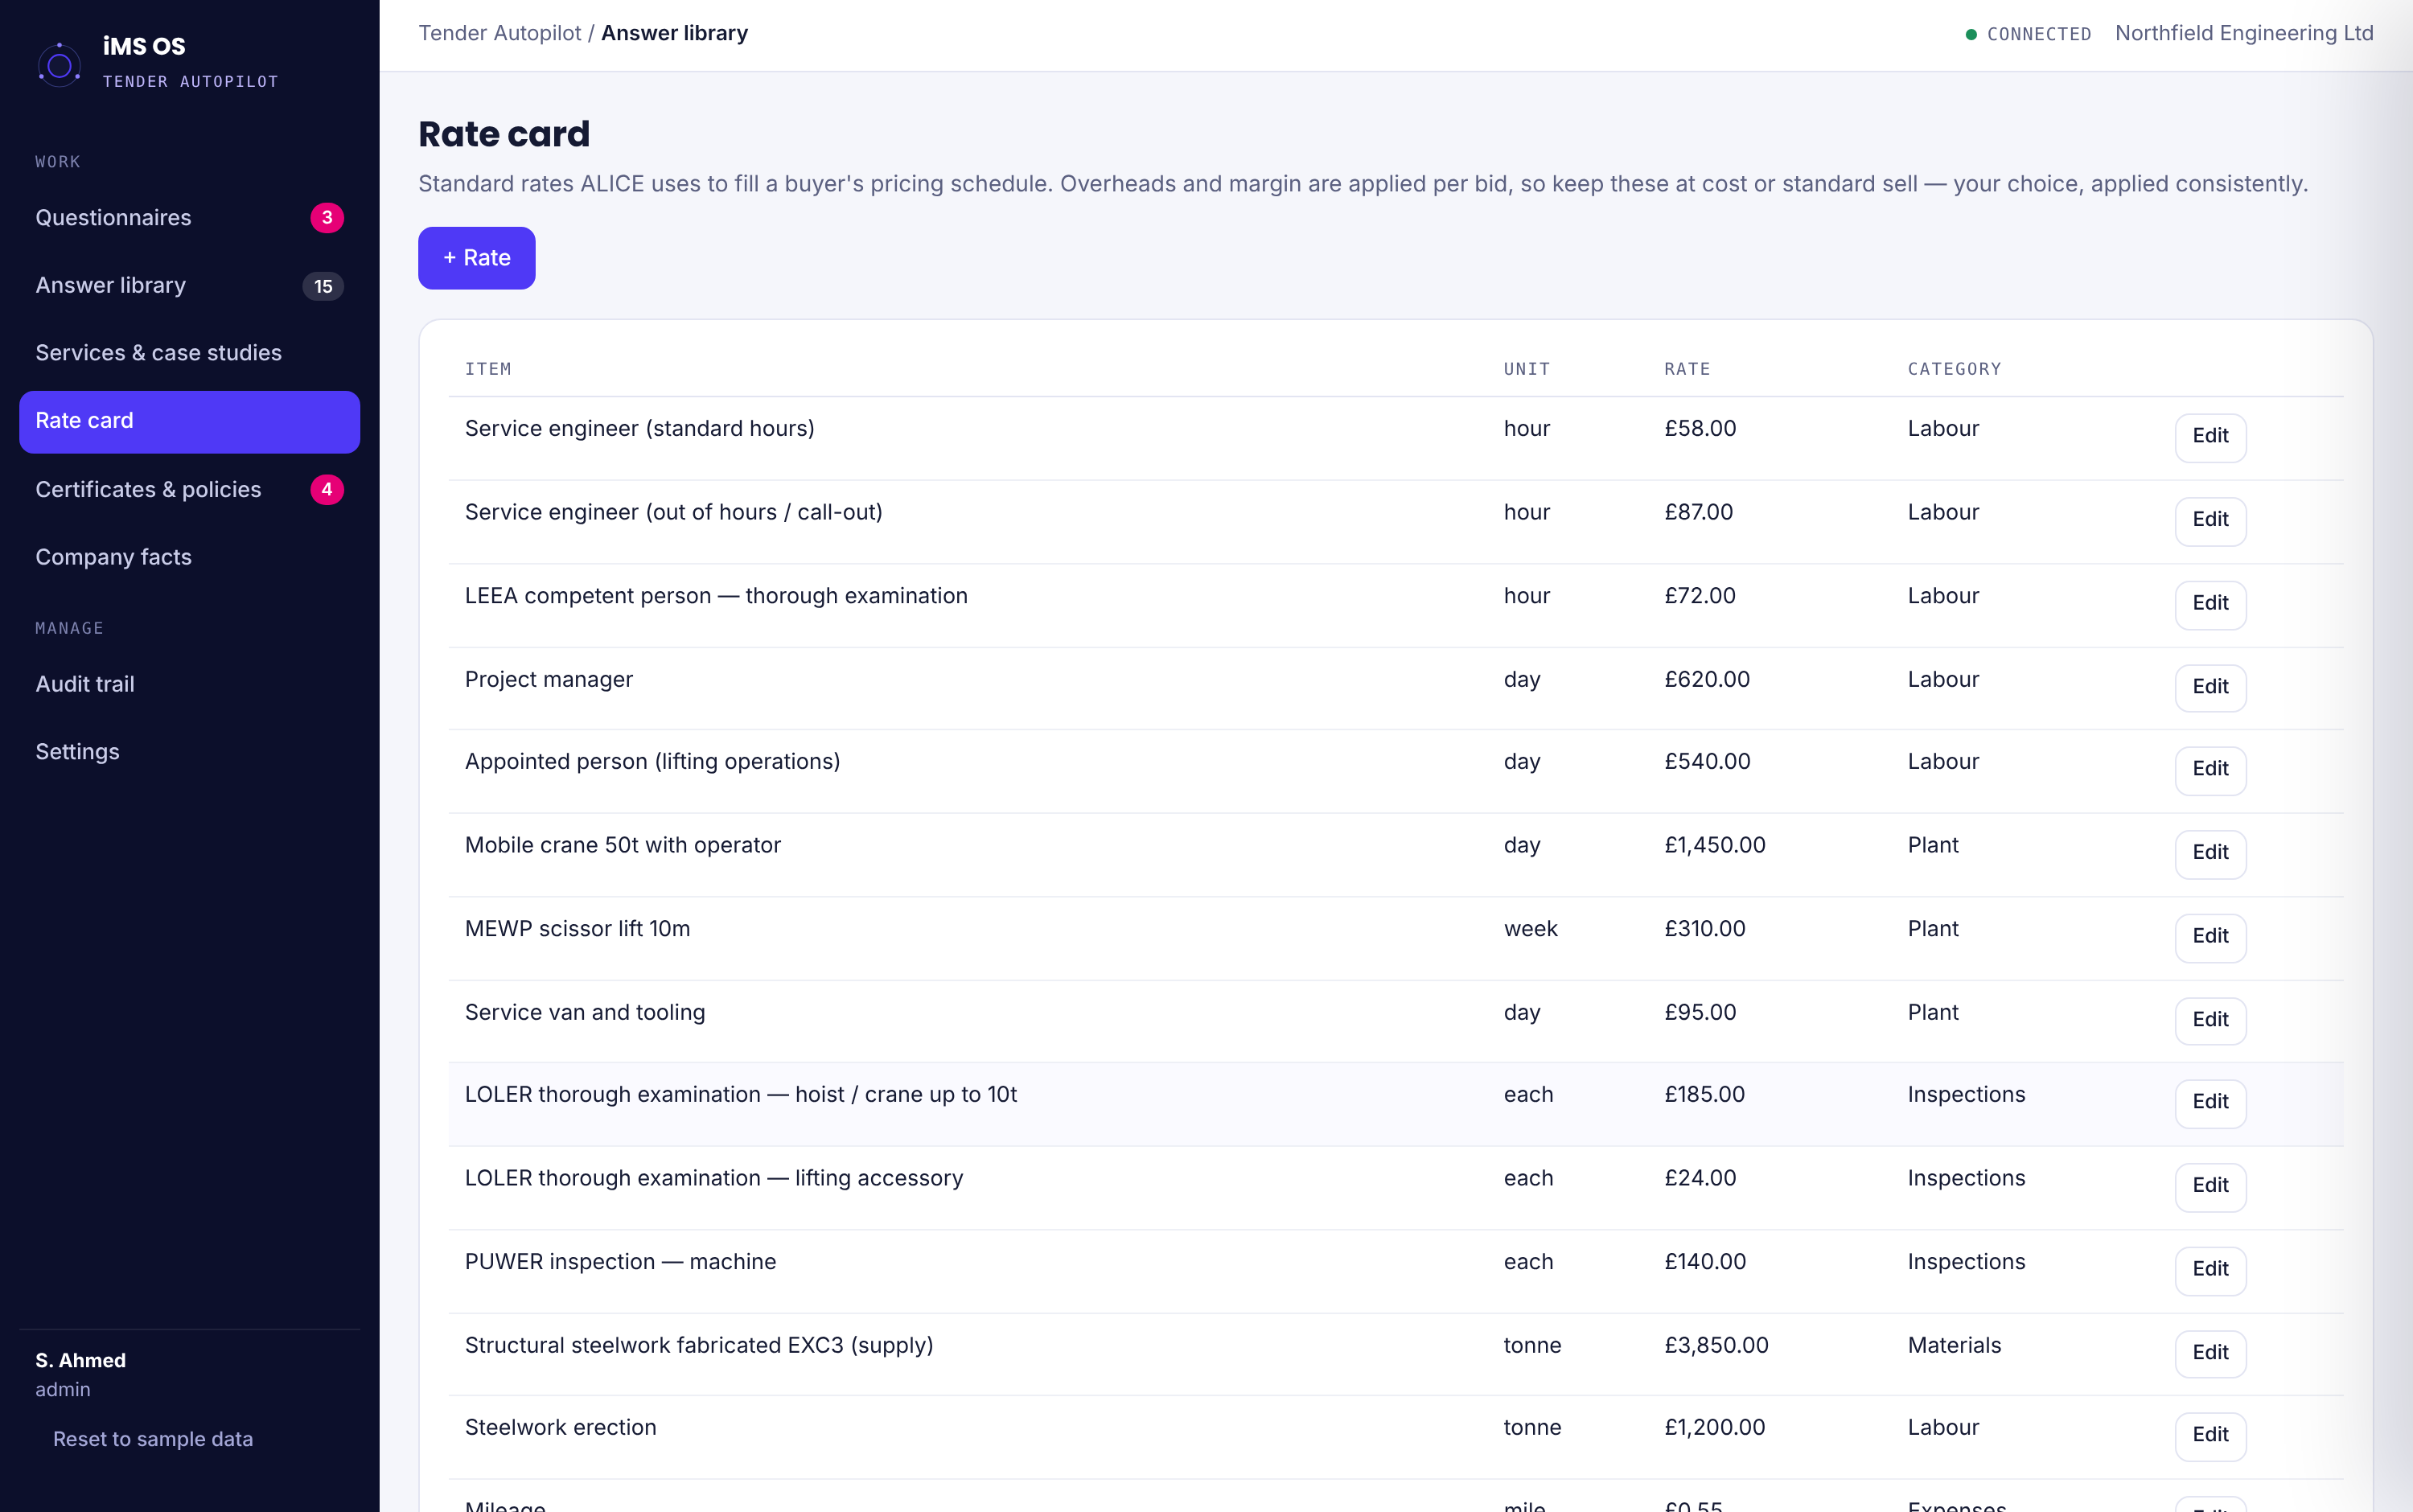 iMS OS
TENDER AUTOPILOT
WORK
Questionnaires 3
Answer library 15
Services & case studies
Rate card
Certificates & policies 4
Company facts
MANAGE
Audit trail
Settings
S. Ahmed
admin
Reset to sample data
Tender Autopilot / Answer library
CONNECTED Northfield Engineering Ltd
Rate card
Standard rates ALICE uses to fill a buyer's pricing schedule. Overheads and margin are applied per bid, so keep these at cost or standard sell — your choice, applied consistently.
+ Rate
ITEM UNIT RATE CATEGORY
Service engineer (standard hours) hour £58.00 Labour Edit
Service engineer (out of hours / call-out) hour £87.00 Labour Edit
LEEA competent person — thorough examination hour £72.00 Labour Edit
Project manager day £620.00 Labour Edit
Appointed person (lifting operations) day £540.00 Labour Edit
Mobile crane 50t with operator day £1,450.00 Plant Edit
MEWP scissor lift 10m week £310.00 Plant Edit
Service van and tooling day £95.00 Plant Edit
LOLER thorough examination — hoist / crane up to 10t each £185.00 Inspections Edit
LOLER thorough examination — lifting accessory each £24.00 Inspections Edit
PUWER inspection — machine each £140.00 Inspections Edit
Structural steelwork fabricated EXC3 (supply) tonne £3,850.00 Materials Edit
Steelwork erection tonne £1,200.00 Labour Edit
Mileage mile £0.55 Expenses Edit